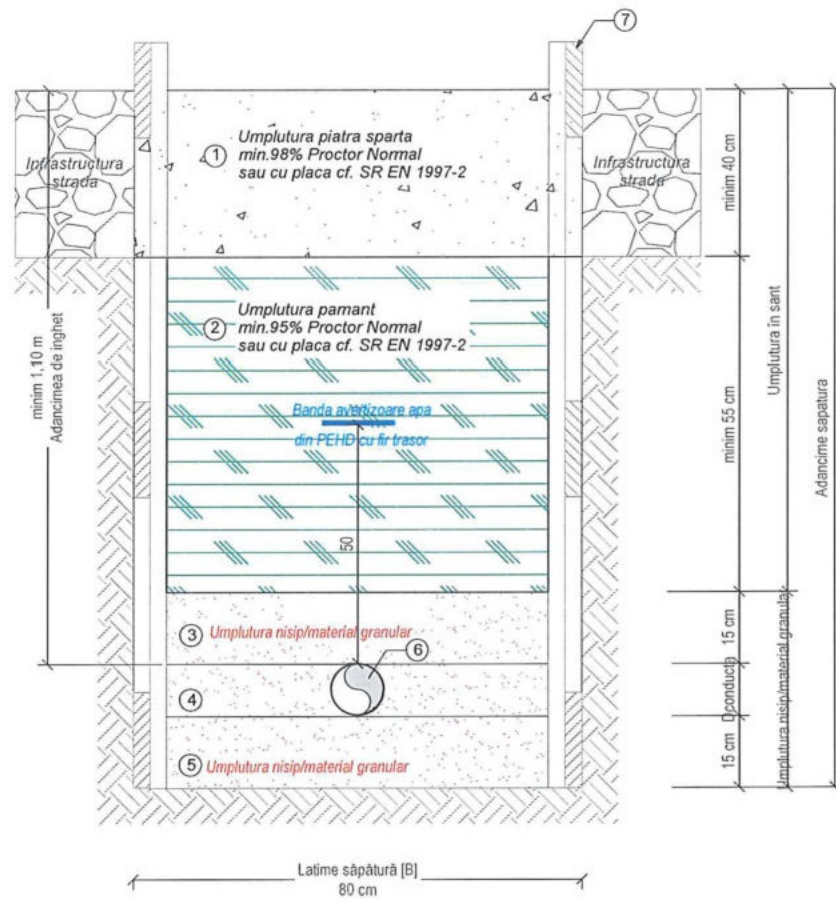 7
1
Umplutura piatra sparta
min.98% Proctor Normal
sau cu placa cf. SR EN 1997-2
Infrastructura
strada
Infrastructura
strada
minim 40 cm
2
Umplutura pamant
min.95% Proctor Normal
sau cu placa cf. SR EN 1997-2
minim 1,10 m
Adancimea de inghet
Banda avertizoare apa
din PEHD cu fir trasor
50
minim 55 cm
Umplutura în sant
Adancime sapatura
3
Umplutura nisip/material granular
6
4
5
Umplutura nisip/material granular
15 cm
Dconducta
15 cm
Umplutura nisip/material granular
Latime săpătură [B]
80 cm